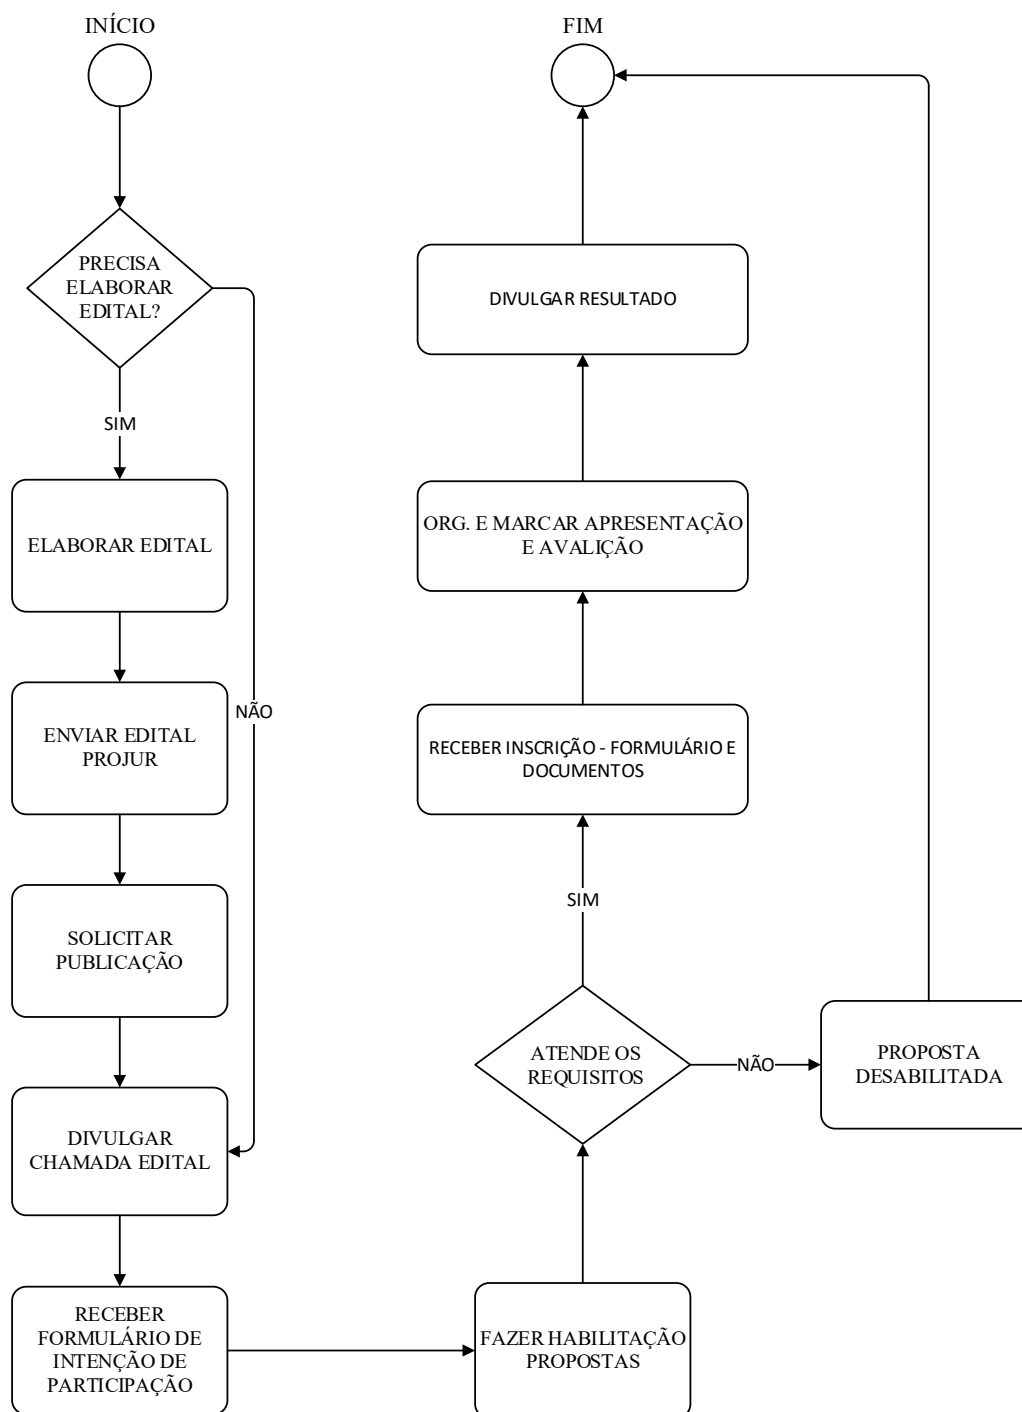 INÍCIO
PRECISA
ELABORAR
EDITAL?
SIM
NÃO
ELABORAR EDITAL
ENVIAR EDITAL
PROJUR
SOLICITAR
PUBLICAÇÃO
DIVULGAR
CHAMADA EDITAL
RECEBER
FORMULÁRIO DE
INTENÇÃO DE
PARTICIPAÇÃO
FAZER HABILITAÇÃO
PROPOSTAS
ATENDE OS
REQUISITOS
NÃO
PROPOSTA
DESABILITADA
SIM
RECEBER INSCRIÇÃO - FORMULÁRIO E
DOCUMENTOS
ORG. E MARCAR APRESENTAÇÃO
E AVALIÇÃO
DIVULGAR RESULTADO
FIM